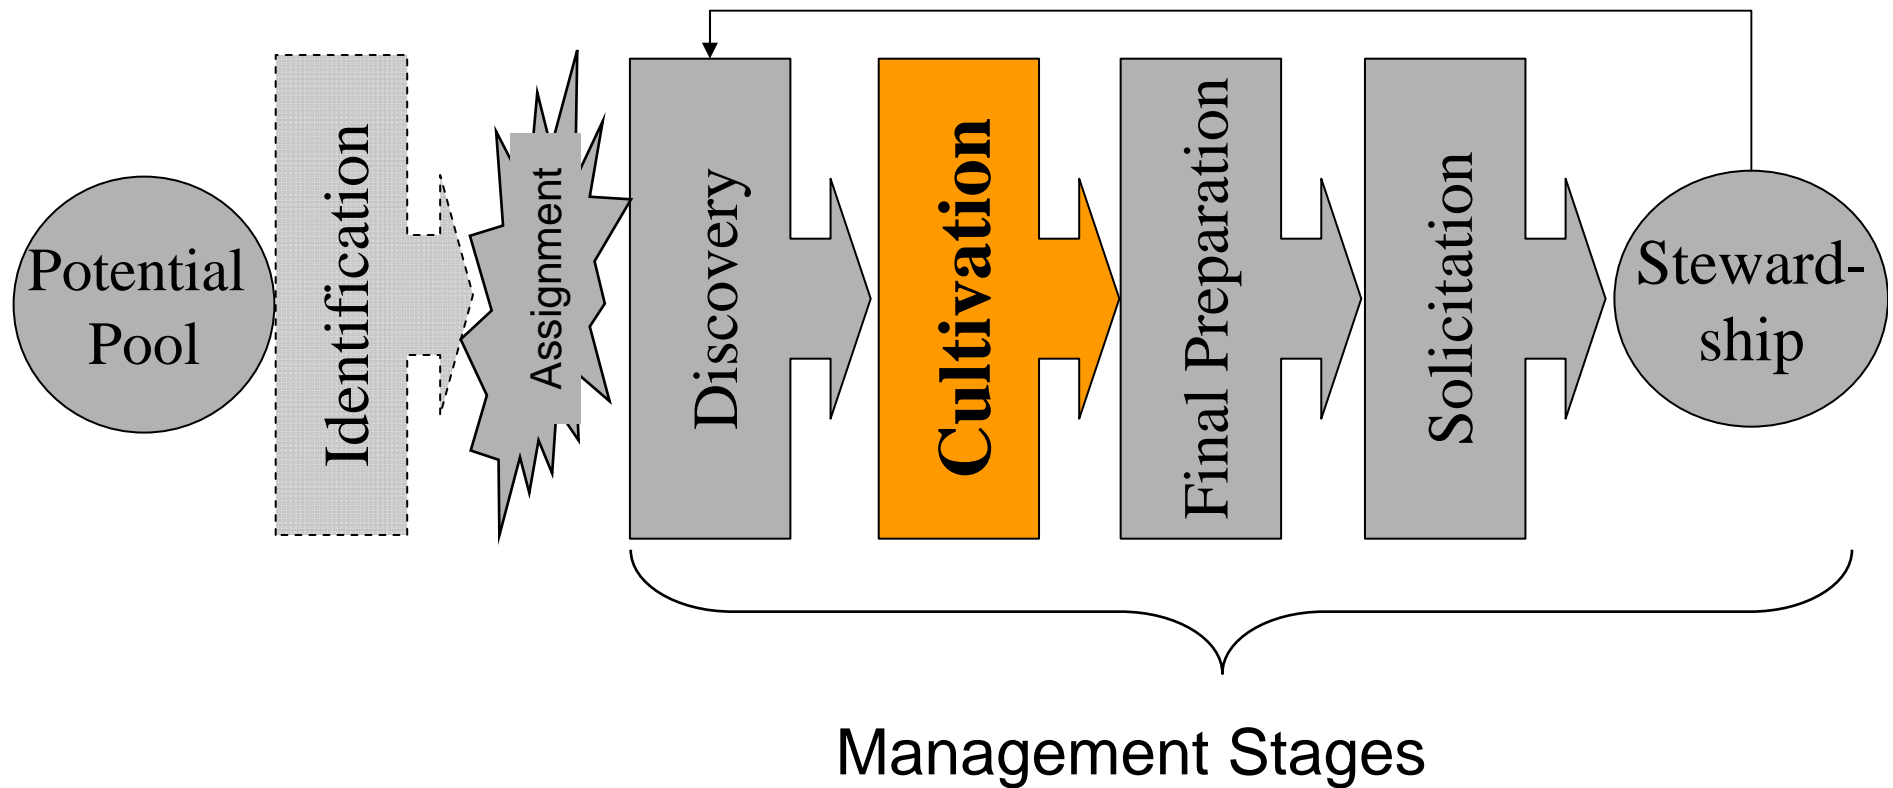 Potential
Pool
Identification
Assignment
Discovery
Cultivation
Final Preparation
Solicitation
Steward-
ship
Management Stages